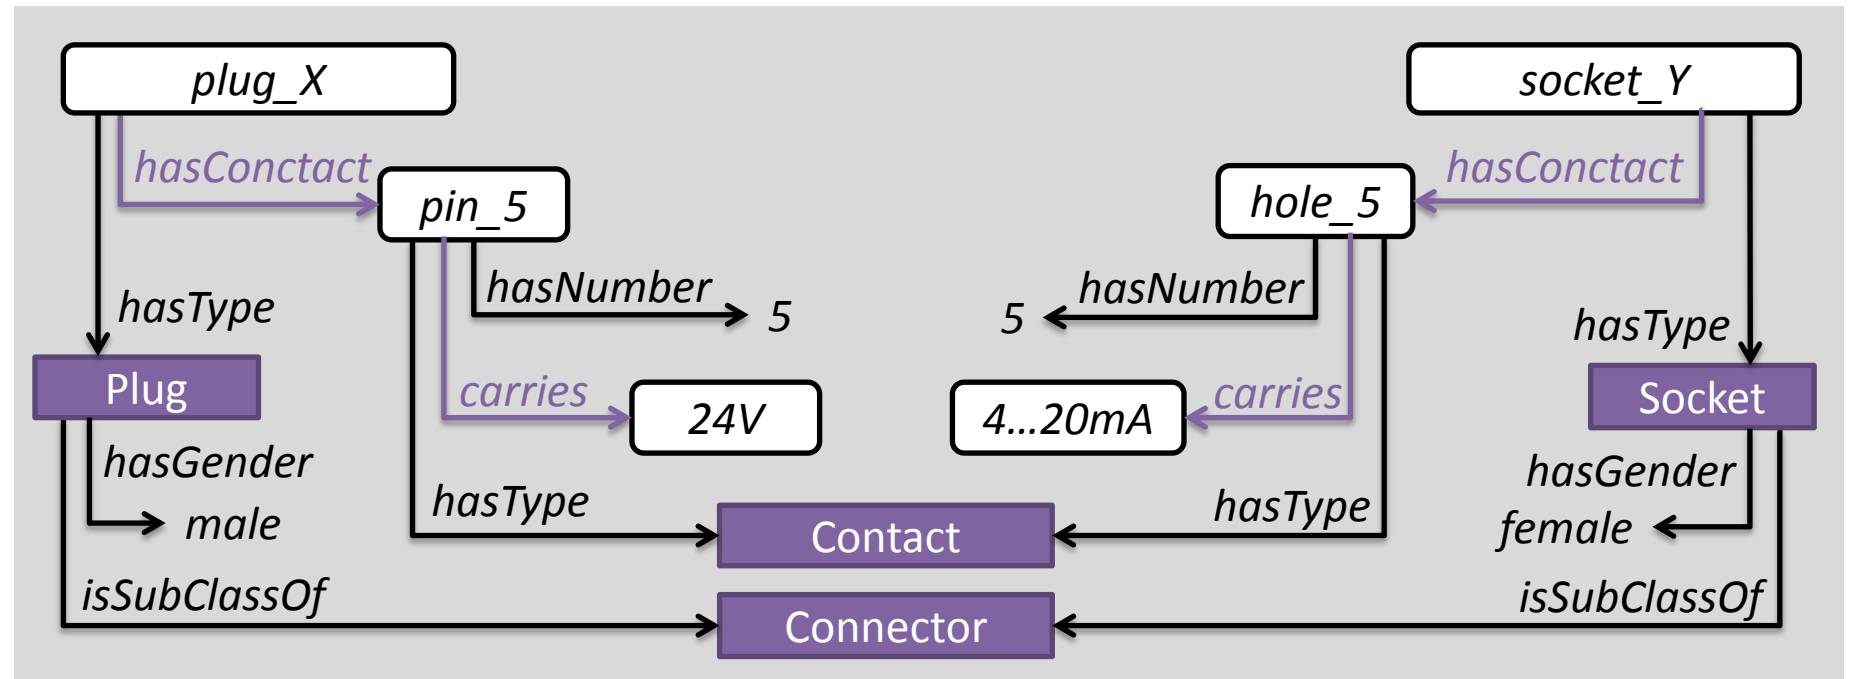 plug_X
socket_Y
hasConctact
hasConctact
pin_5
hole_5
hasNumber
hasNumber
hasType
5
5
hasType
Plug
carries
24V
4...20mA
carries
Socket
hasGender
hasGender
male
hasType
Contact
hasType
female
isSubClassOf
Connector
isSubClassOf